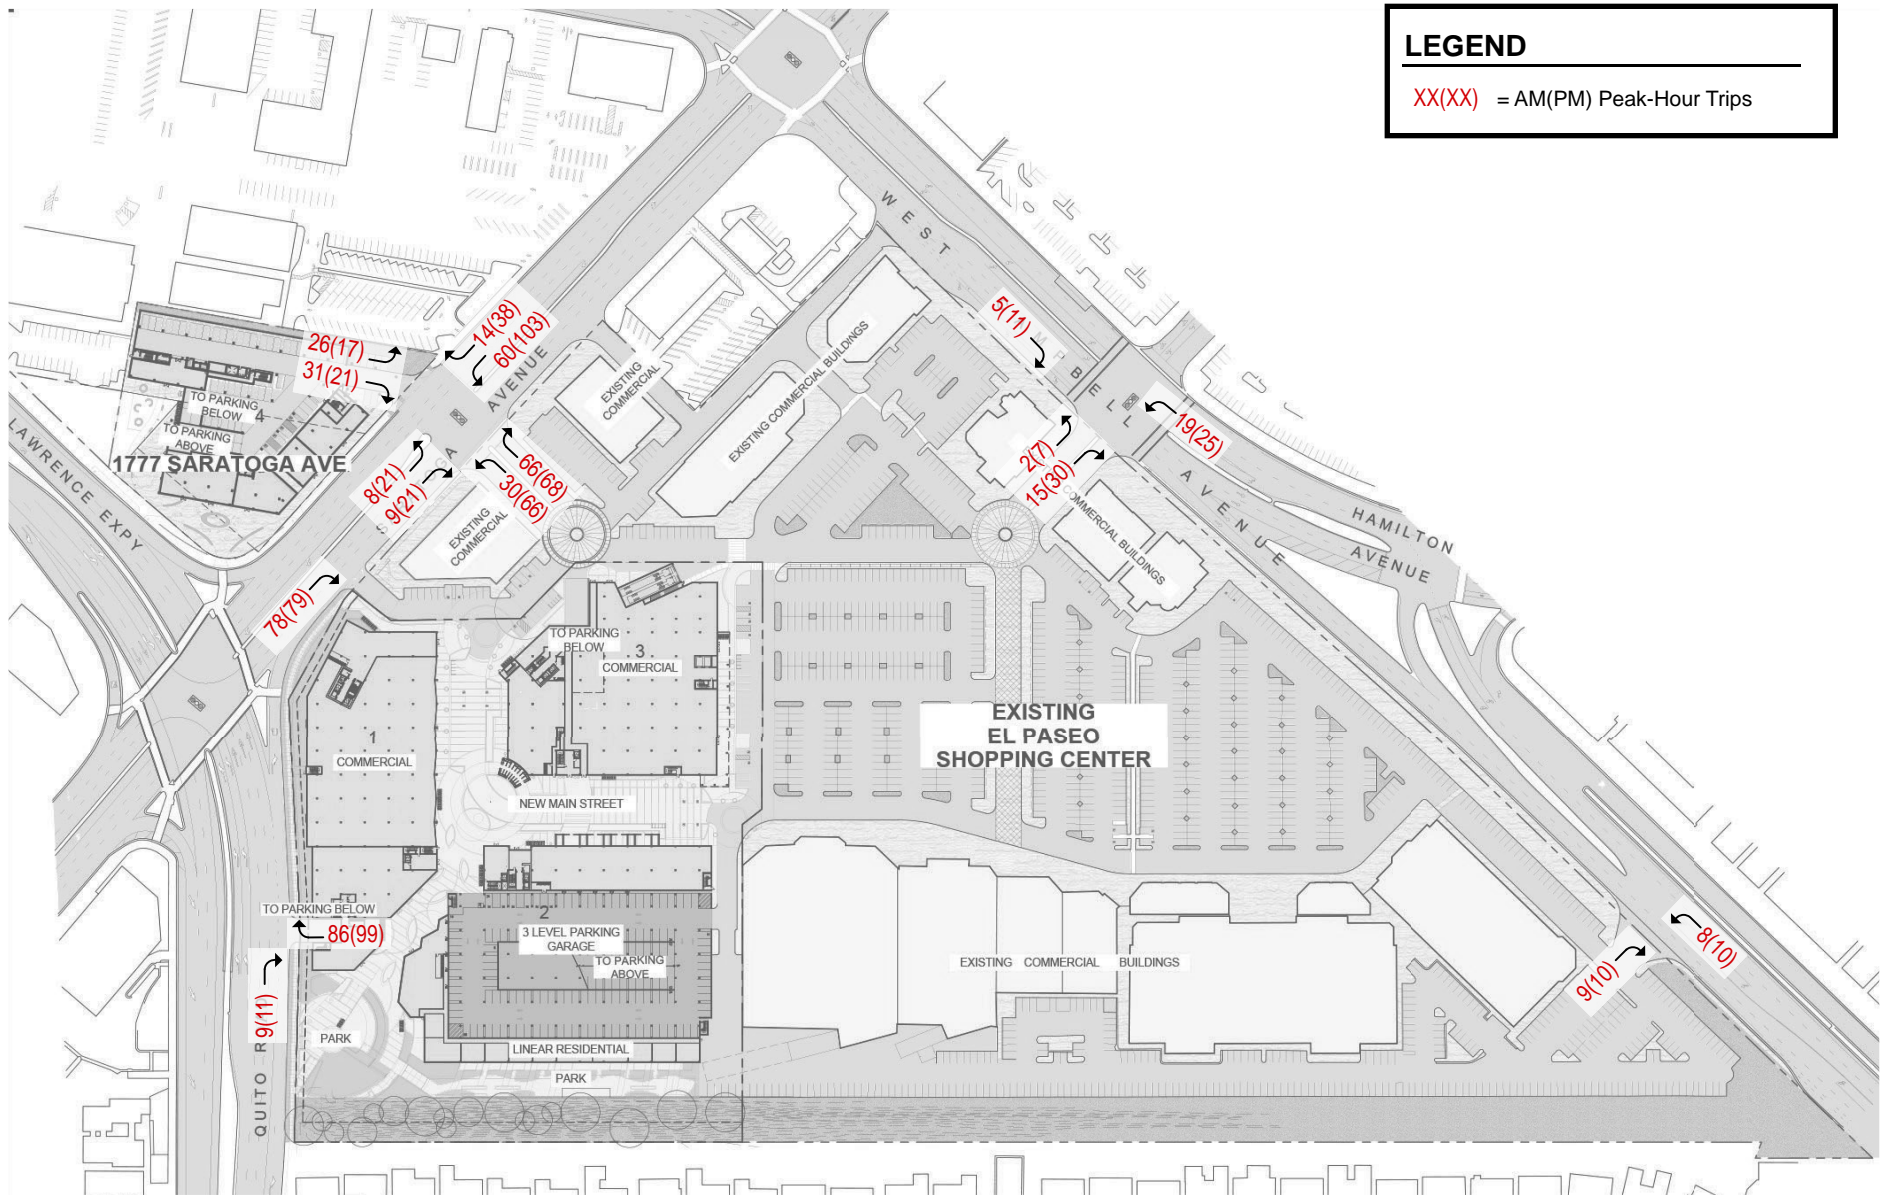 LEGEND
XX(XX) = AM(PM) Peak-Hour Trips
WEST
BELL
AVENUE
HAMILTON
AVENUE
5(11)
19(25)
2(7)
15(30)
14(38)
60(103)
AVENUE
26(17)
31(21)
8(21)
9(21)
66(68)
30(66)
78(79)
TO PARKING
BELOW
4
TO PARKING
ABOVE
1777 SARATOGA AVE
LAWRENCE EXPY
EXISTING
COMMERCIAL
EXISTING COMMERCIAL BUILDINGS
EXISTING
COMMERCIAL
COMMERCIAL BUILDINGS
TO PARKING
BELOW
3
COMMERCIAL
1
COMMERCIAL
NEW MAIN STREET
EXISTING
EL PASEO
SHOPPING CENTER
TO PARKING BELOW
86(99)
9(11)
2
3 LEVEL PARKING
GARAGE
TO PARKING
ABOVE
EXISTING COMMERCIAL BUILDINGS
8(10)
9(10)
PARK
LINEAR RESIDENTIAL
PARK
QUITO R